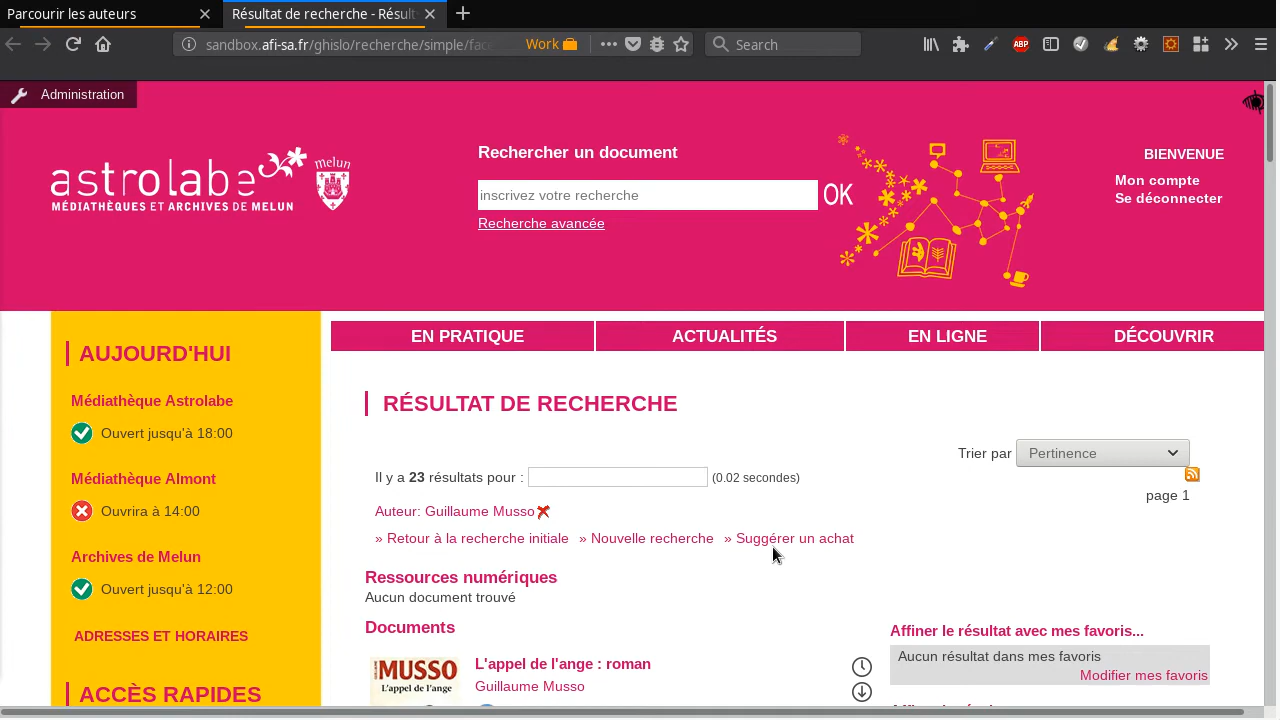 Parcourir les auteurs
Résultat de recherche - Résult
sandbox.afi-sa.fr/ghislo/recherche/simple/face
Work
Search
ABP
Administration
astrolabe melun
MÉDIATHÈQUES ET ARCHIVES DE MELUN
Rechercher un document
inscrivez votre recherche
OK
Recherche avancée
BIENVENUE
Mon compte
Se déconnecter
EN PRATIQUE
ACTUALITÉS
EN LIGNE
DÉCOUVRIR
AUJOURD'HUI
Médiathèque Astrolabe
Ouvert jusqu'à 18:00
Médiathèque Almont
Ouvrira à 14:00
Archives de Melun
Ouvert jusqu'à 12:00
ADRESSES ET HORAIRES
ACCÈS RAPIDES
RÉSULTAT DE RECHERCHE
Trier par Pertinence
Il y a 23 résultats pour : (0.02 secondes)
page 1
Auteur: Guillaume Musso
» Retour à la recherche initiale » Nouvelle recherche » Suggérer un achat
Ressources numériques
Aucun document trouvé
Documents
MUSSO
L'appel de l'ange
L'appel de l'ange : roman
Guillaume Musso
Affiner le résultat avec mes favoris...
Aucun résultat dans mes favoris
Modifier mes favoris